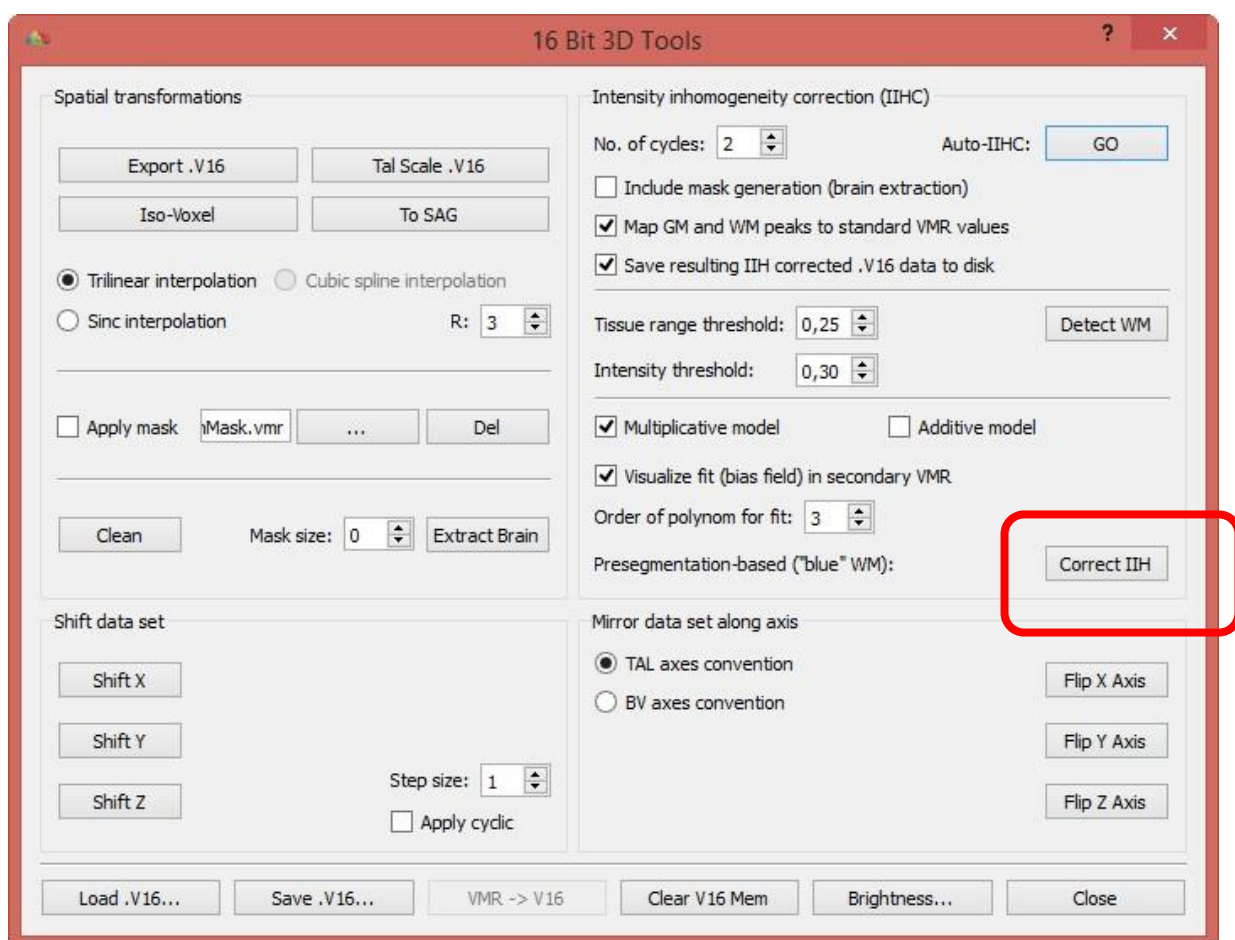 16 Bit 3D Tools
?
Spatial transformations
Export .V16
Tal Scale .V16
Iso-Voxel
To SAG
Trilinear interpolation
Cubic spline interpolation
Sinc interpolation
R: 3
Apply mask
Mask.vmr
...
Del
Clean
Mask size: 0
Extract Brain
Intensity inhomogeneity correction (IIHC)
No. of cycles: 2
Auto-IIHC:
GO
Include mask generation (brain extraction)
Map GM and WM peaks to standard VMR values
Save resulting IIH corrected .V16 data to disk
Tissue range threshold: 0,25
Detect WM
Intensity threshold: 0,30
Multiplicative model
Additive model
Visualize fit (bias field) in secondary VMR
Order of polynom for fit: 3
Presegmentation-based ("blue" WM):
Correct IIH
Shift data set
Shift X
Shift Y
Shift Z
Step size: 1
Apply cyclic
Mirror data set along axis
TAL axes convention
BV axes convention
Flip X Axis
Flip Y Axis
Flip Z Axis
Load .V16...
Save .V16...
VMR -> V16
Clear V16 Mem
Brightness...
Close